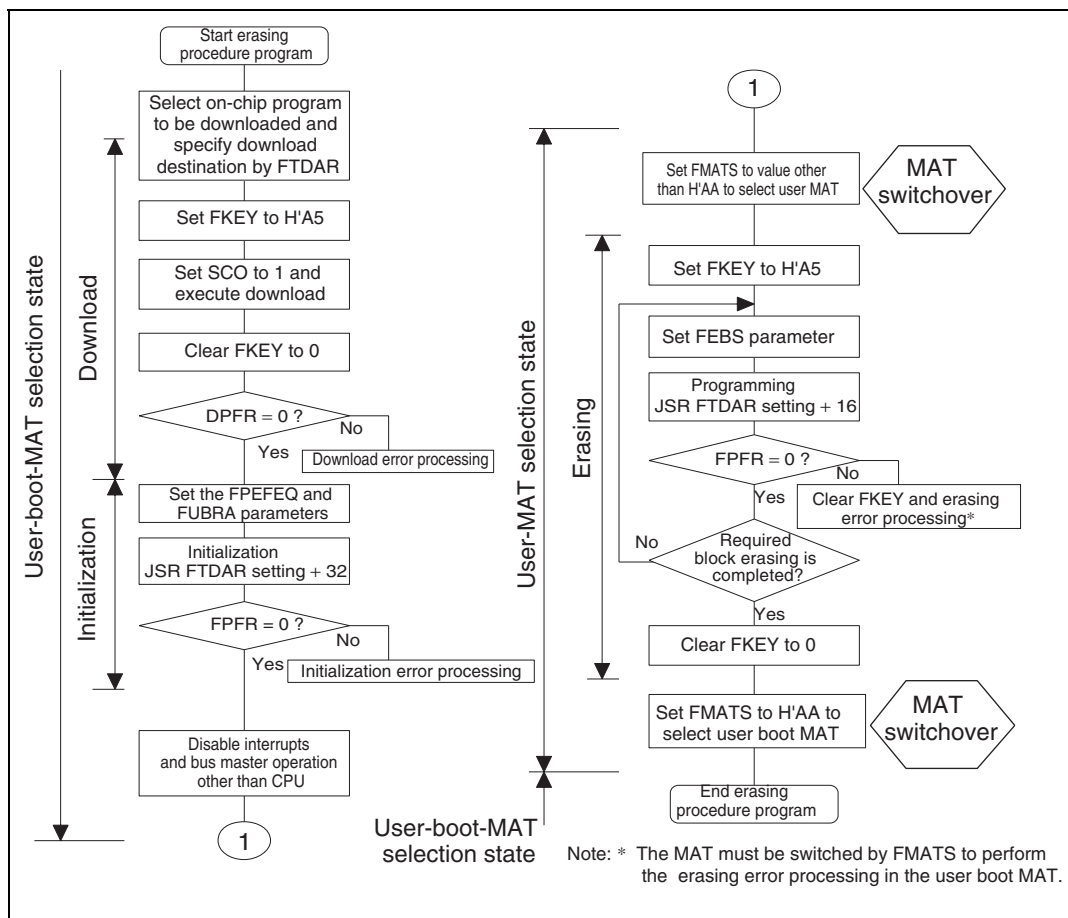 Start erasing
procedure program
Select on-chip program
to be downloaded and
specify download
destination by FTDAR
Set FKEY to H'A5
Set SCO to 1 and
execute download
Clear FKEY to 0
DPFR = 0 ?
No
Yes
Download error processing
Set the FPEFEQ and
FUBRA parameters
Initialization
JSR FTDAR setting + 32
FPFR = 0 ?
No
Yes
Initialization error processing
Disable interrupts
and bus master operation
other than CPU
1
User-boot-MAT selection state
Download
Initialization
1
Set FMATS to value other
than H'AA to select user MAT
MAT
switchover
Set FKEY to H'A5
Set FEBS parameter
Programming
JSR FTDAR setting + 16
FPFR = 0 ?
No
Yes
Clear FKEY and erasing
error processing*
No
Required
block erasing is
completed?
Yes
Clear FKEY to 0
Set FMATS to H'AA to
select user boot MAT
MAT
switchover
End erasing
procedure program
User-MAT selection state
Erasing
User-boot-MAT
selection state
Note: * The MAT must be switched by FMATS to perform
the erasing error processing in the user boot MAT.